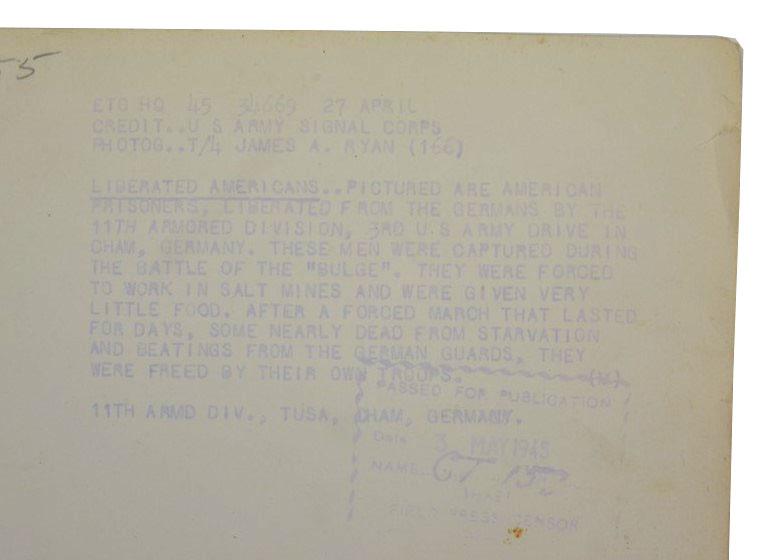 55
ETO HQ 45 34669 27 APRIL
CREDIT..U S ARMY SIGNAL CORPS
PHOTOG..T/4 JAMES A. RYAN (166)
LIBERATED AMERICANS..PICTURED ARE AMERICAN
PRISONERS, LIBERATED FROM THE GERMANS BY THE
11TH ARMORED DIVISION, 3RD U.S ARMY DRIVE IN
CHAM, GERMANY. THESE MEN WERE CAPTURED DURING
THE BATTLE OF THE "BULGE". THEY WERE FORCED
TO WORK IN SALT MINES AND WERE GIVEN VERY
LITTLE FOOD. AFTER A FORCED MARCH THAT LASTED
FOR DAYS, SOME NEARLY DEAD FROM STARVATION
AND BEATINGS FROM THE GERMAN GUARDS, THEY
WERE FREED BY THEIR OWN TROOPS.
PASSED FOR PUBLICATION
11TH ARMD DIV., TUSA, CHAM, GERMANY.
Date 3 MAY 1945
NAME
FIELD PRESS CENSOR